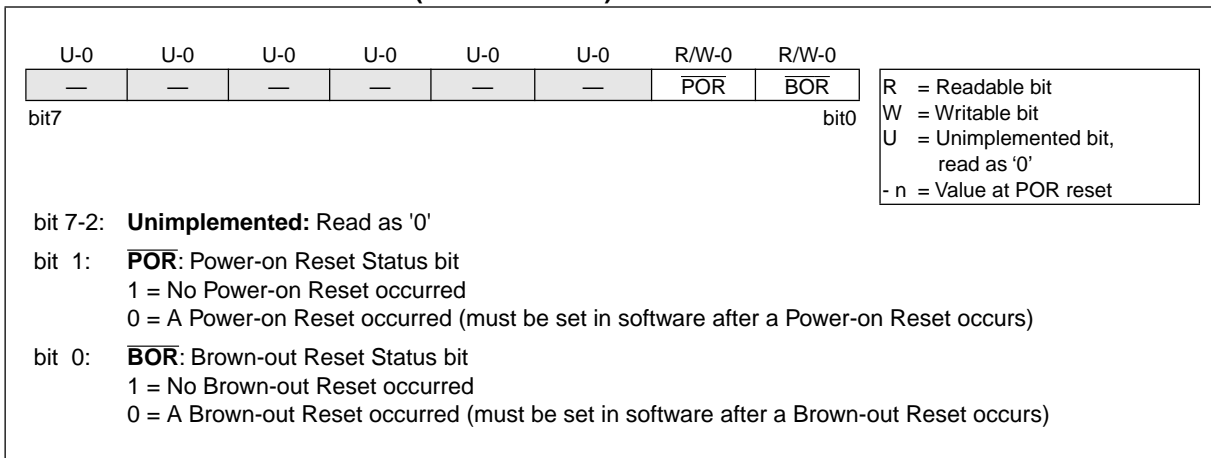 U-0 U-0 U-0 U-0 U-0 U-0 R/W-0 R/W-0
— — — — — — POR BOR
bit7 bit0
R = Readable bit
W = Writable bit
U = Unimplemented bit,
read as ‘0’
- n = Value at POR reset
bit 7-2: Unimplemented: Read as '0'
bit 1: POR: Power-on Reset Status bit
1 = No Power-on Reset occurred
0 = A Power-on Reset occurred (must be set in software after a Power-on Reset occurs)
bit 0: BOR: Brown-out Reset Status bit
1 = No Brown-out Reset occurred
0 = A Brown-out Reset occurred (must be set in software after a Brown-out Reset occurs)